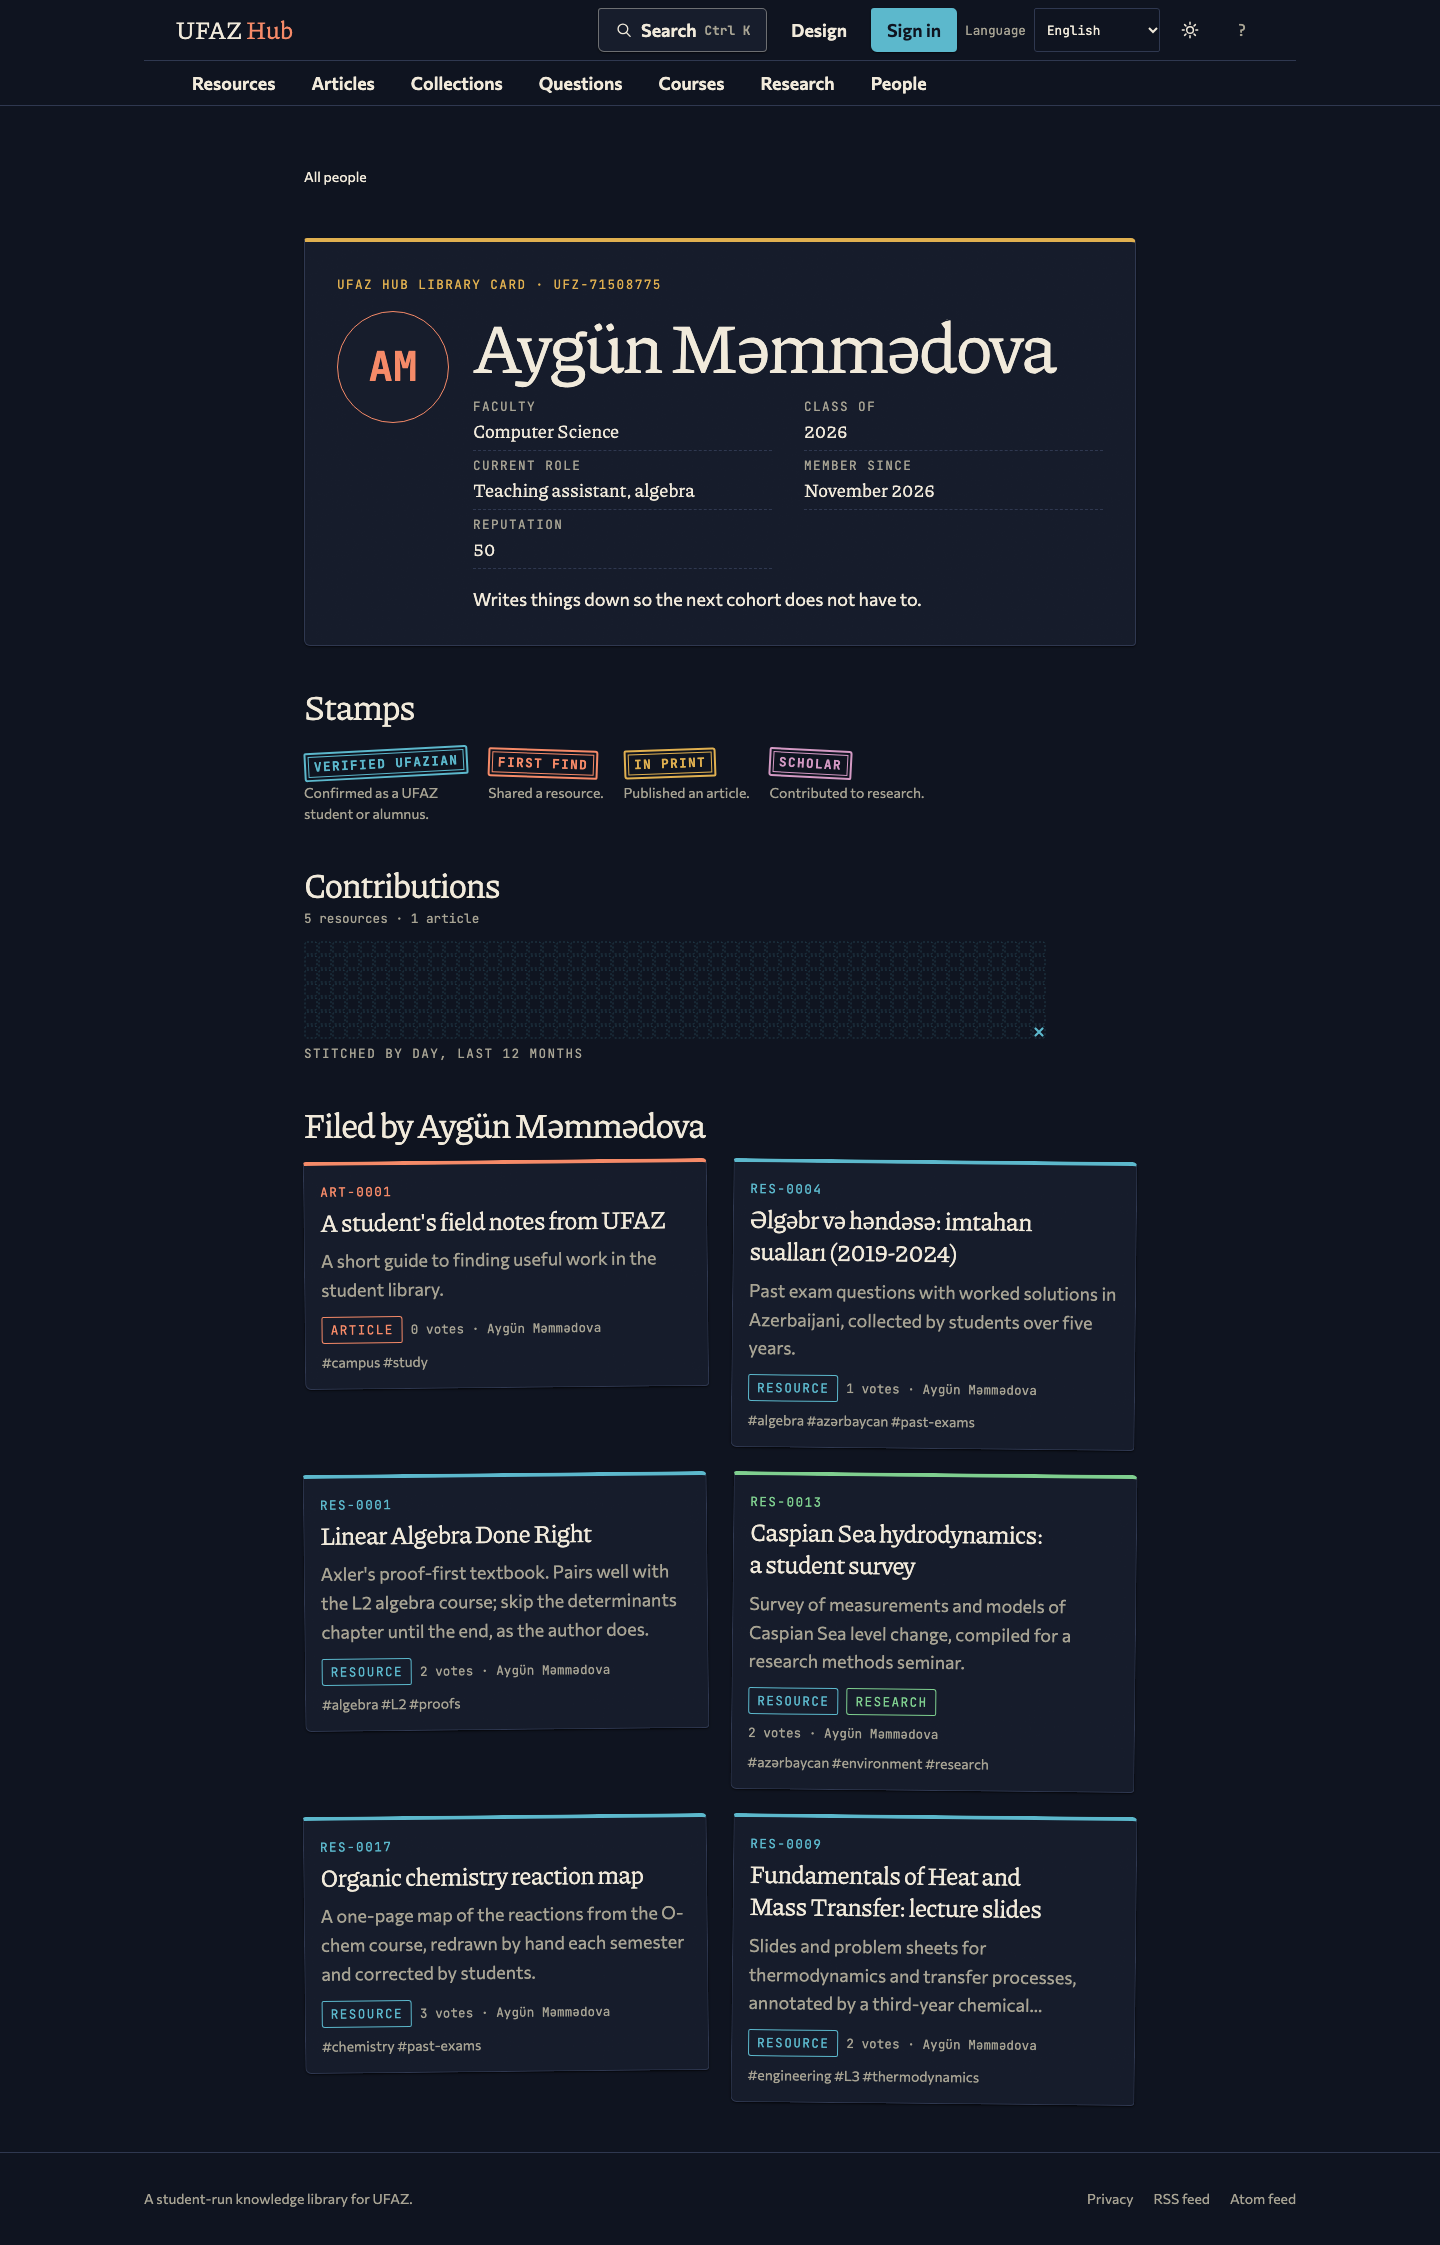 UFAZ Hub
Search Ctrl K
Design
Sign in
Language
English
?
Resources
Articles
Collections
Questions
Courses
Research
People
All people
UFAZ HUB LIBRARY CARD · UFZ-71508775
AM
Aygün Məmmədova
FACULTY
Computer Science
CLASS OF
2026
CURRENT ROLE
Teaching assistant, algebra
MEMBER SINCE
November 2026
REPUTATION
50
Writes things down so the next cohort does not have to.
Stamps
VERIFIED UFAZIAN
Confirmed as a UFAZ
student or alumnus.
FIRST FIND
Shared a resource.
IN PRINT
Published an article.
SCHOLAR
Contributed to research.
Contributions
5 resources · 1 article
STITCHED BY DAY, LAST 12 MONTHS
Filed by Aygün Məmmədova
ART-0001
A student's field notes from UFAZ
A short guide to finding useful work in the
student library.
ARTICLE 0 votes · Aygün Məmmədova
#campus #study
RES-0004
Əlgəbr və həndəsə: imtahan
sualları (2019-2024)
Past exam questions with worked solutions in
Azerbaijani, collected by students over five
years.
RESOURCE 1 votes · Aygün Məmmədova
#algebra #azərbaycan #past-exams
RES-0001
Linear Algebra Done Right
Axler's proof-first textbook. Pairs well with
the L2 algebra course; skip the determinants
chapter until the end, as the author does.
RESOURCE 2 votes · Aygün Məmmədova
#algebra #L2 #proofs
RES-0013
Caspian Sea hydrodynamics:
a student survey
Survey of measurements and models of
Caspian Sea level change, compiled for a
research methods seminar.
RESOURCE RESEARCH
2 votes · Aygün Məmmədova
#azərbaycan #environment #research
RES-0017
Organic chemistry reaction map
A one-page map of the reactions from the O-
chem course, redrawn by hand each semester
and corrected by students.
RESOURCE 3 votes · Aygün Məmmədova
#chemistry #past-exams
RES-0009
Fundamentals of Heat and
Mass Transfer: lecture slides
Slides and problem sheets for
thermodynamics and transfer processes,
annotated by a third-year chemical...
RESOURCE 2 votes · Aygün Məmmədova
#engineering #L3 #thermodynamics
A student-run knowledge library for UFAZ.
Privacy
RSS feed
Atom feed